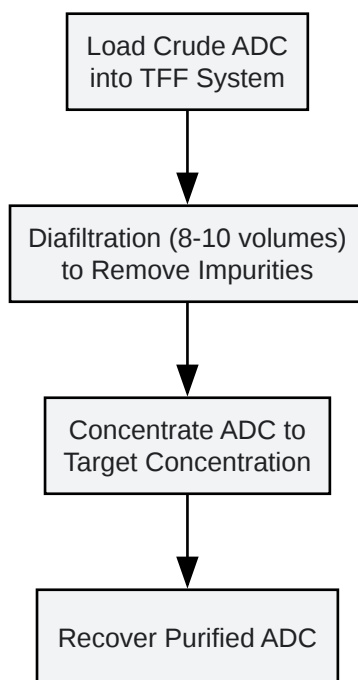 Load Crude ADC
into TFF System
Diafiltration (8-10 volumes)
to Remove Impurities
Concentrate ADC to
Target Concentration
Recover Purified ADC